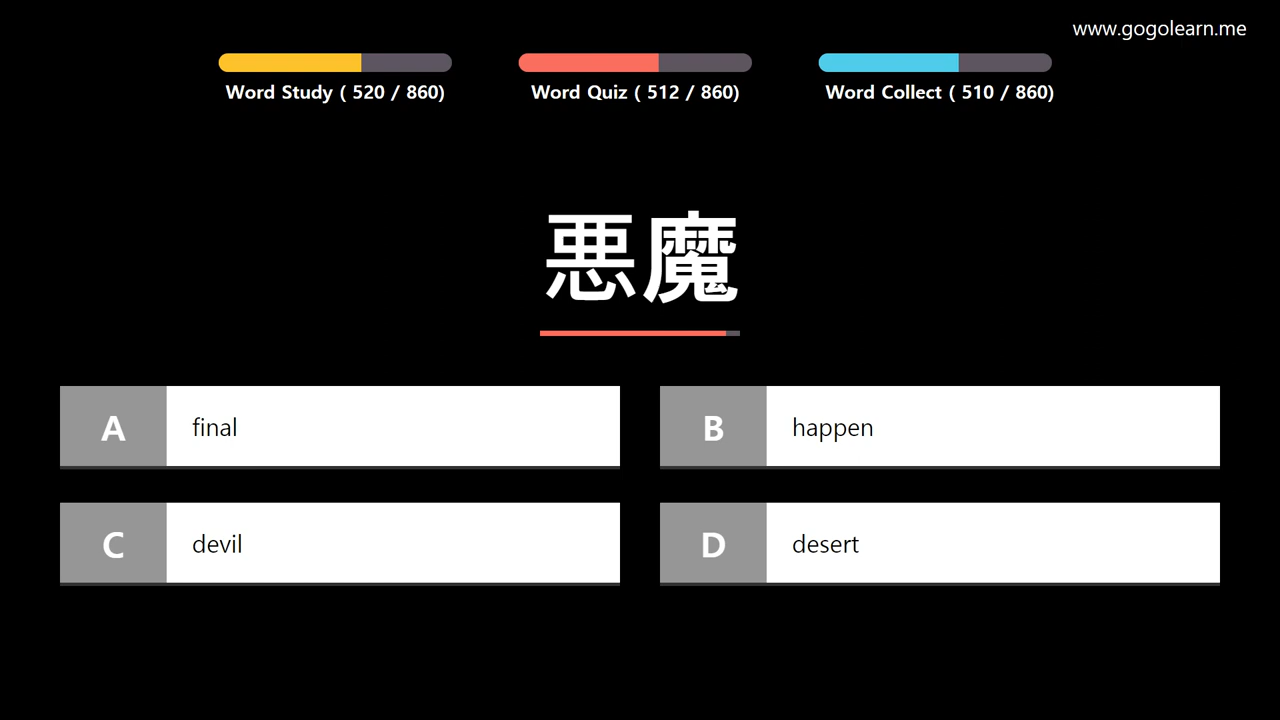 www.gogolearn.me
Word Study ( 520 / 860)
Word Quiz ( 512 / 860)
Word Collect ( 510 / 860)
悪魔
A final
B happen
C devil
D desert